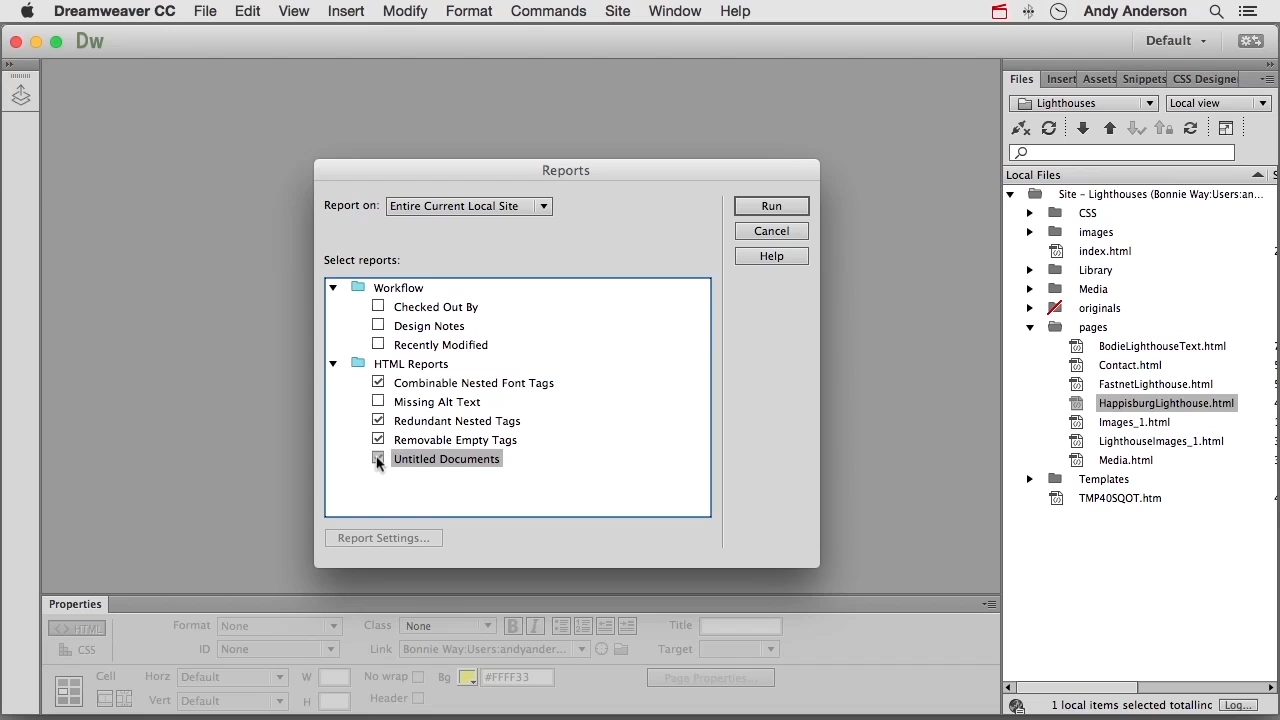 Dreamweaver CC File Edit View Insert Modify Format Commands Site Window Help Andy Anderson
Dw Default
Files Insert Assets Snippets CSS Designe
Lighthouses Local view
Local Files S
Site - Lighthouses (Bonnie Way:Users:an...
CSS
images
index.html
Library
Media
originals
pages
BodieLighthouseText.html
Contact.html
FastnetLighthouse.html
HappisburgLighthouse.html
Images_1.html
LighthouseImages_1.html
Media.html
Templates
TMP40SQOT.htm
1 local items selected totallinc Log...
Reports
Report on: Entire Current Local Site
Run
Cancel
Help
Select reports:
Workflow
Checked Out By
Design Notes
Recently Modified
HTML Reports
Combinable Nested Font Tags
Missing Alt Text
Redundant Nested Tags
Removable Empty Tags
Untitled Documents
Report Settings...
Properties
<> HTML Format None Class None B I Title
CSS ID None Link Bonnie Way:Users:andyander... Target
Cell Horz Default W No wrap Bg #FFFF33 Page Properties...
Vert Default H Header